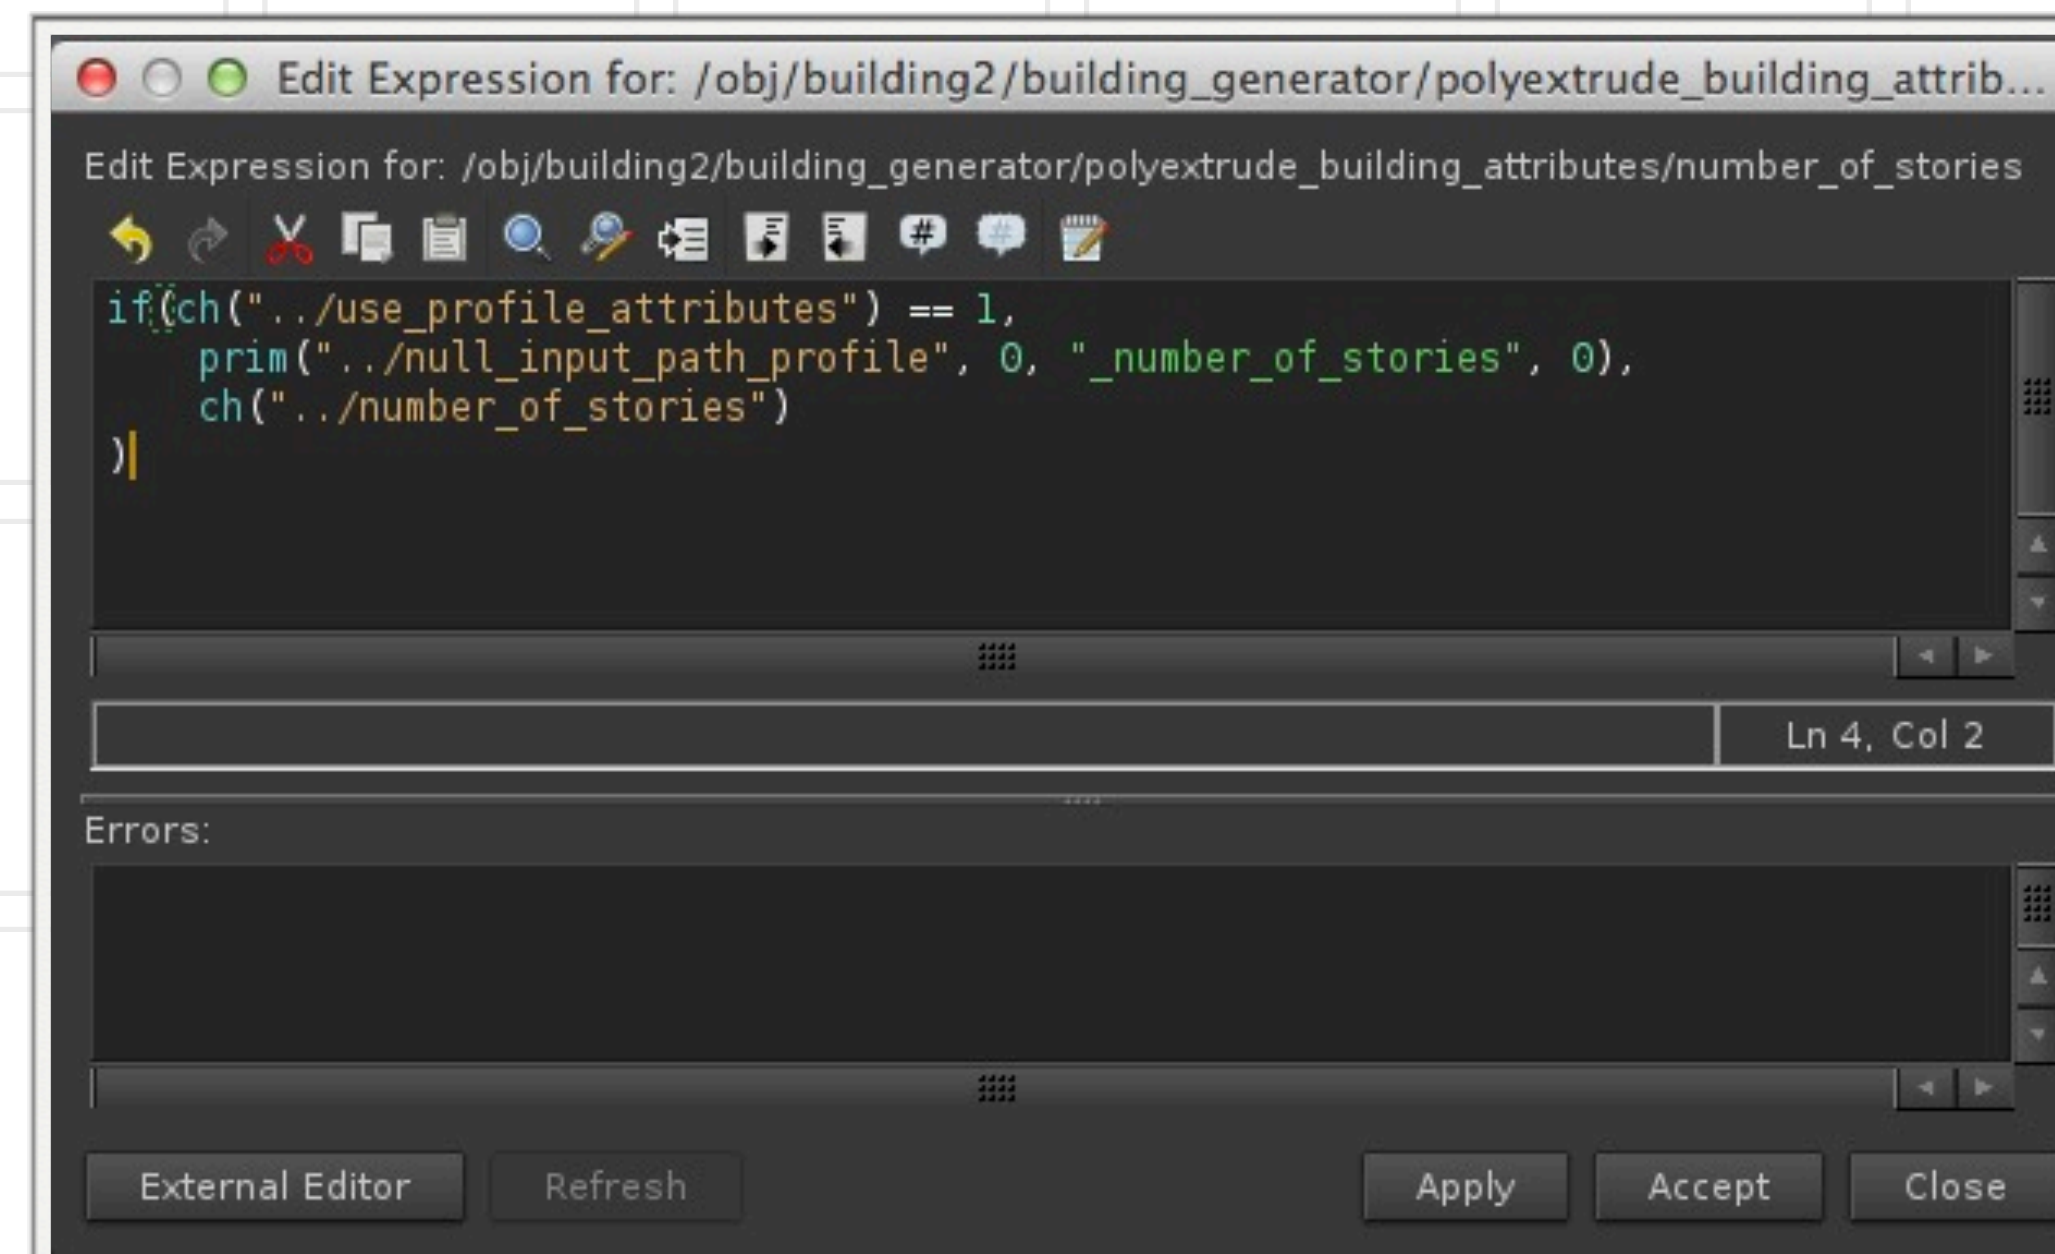 Edit Expression for: /obj/building2/building_generator/polyextrude_building_attrib...
Edit Expression for: /obj/building2/building_generator/polyextrude_building_attributes/number_of_stories
if(ch("../use_profile_attributes") == 1,
    prim("../null_input_path_profile", 0, "_number_of_stories", 0),
    ch("../number_of_stories")
)
Ln 4, Col 2
Errors:
External Editor Refresh Apply Accept Close